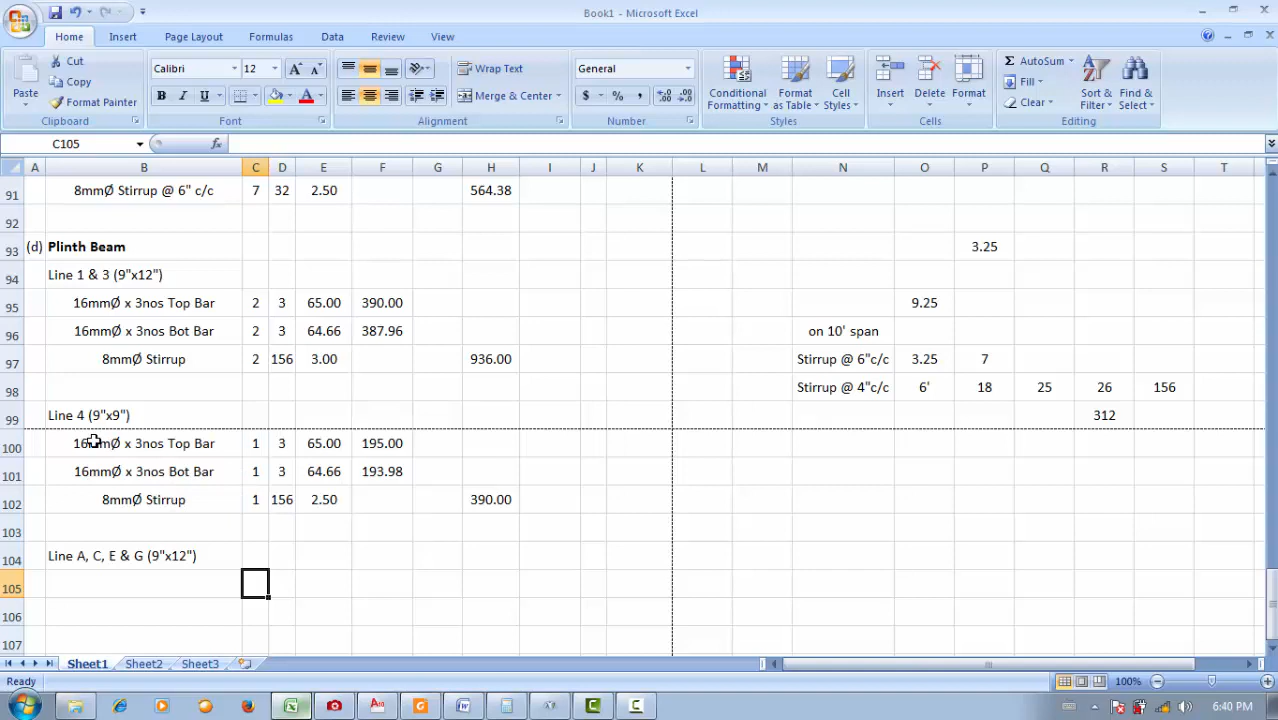 Book1 - Microsoft Excel
Home Insert Page Layout Formulas Data Review View
Paste Cut Copy Format Painter Clipboard
Calibri 12 Font
Wrap Text Merge & Center Alignment
General Number
Conditional Formatting Format as Table Cell Styles Styles
Insert Delete Format Cells
AutoSum Fill Clear Sort & Filter Find & Select Editing
C105 fx
A B C D E F G H I J K L M N O P Q R S T
91 8mmØ Stirrup @ 6" c/c 7 32 2.50 564.38
92
93 (d) Plinth Beam 3.25
94 Line 1 & 3 (9"x12")
95 16mmØ x 3nos Top Bar 2 3 65.00 390.00 9.25
96 16mmØ x 3nos Bot Bar 2 3 64.66 387.96 on 10' span
97 8mmØ Stirrup 2 156 3.00 936.00 Stirrup @ 6"c/c 3.25 7
98 Stirrup @ 4"c/c 6' 18 25 26 156
99 Line 4 (9"x9") 312
100 16mmØ x 3nos Top Bar 1 3 65.00 195.00
101 16mmØ x 3nos Bot Bar 1 3 64.66 193.98
102 8mmØ Stirrup 1 156 2.50 390.00
103
104 Line A, C, E & G (9"x12")
105
106
107
Sheet1 Sheet2 Sheet3
Ready 100%
6:40 PM